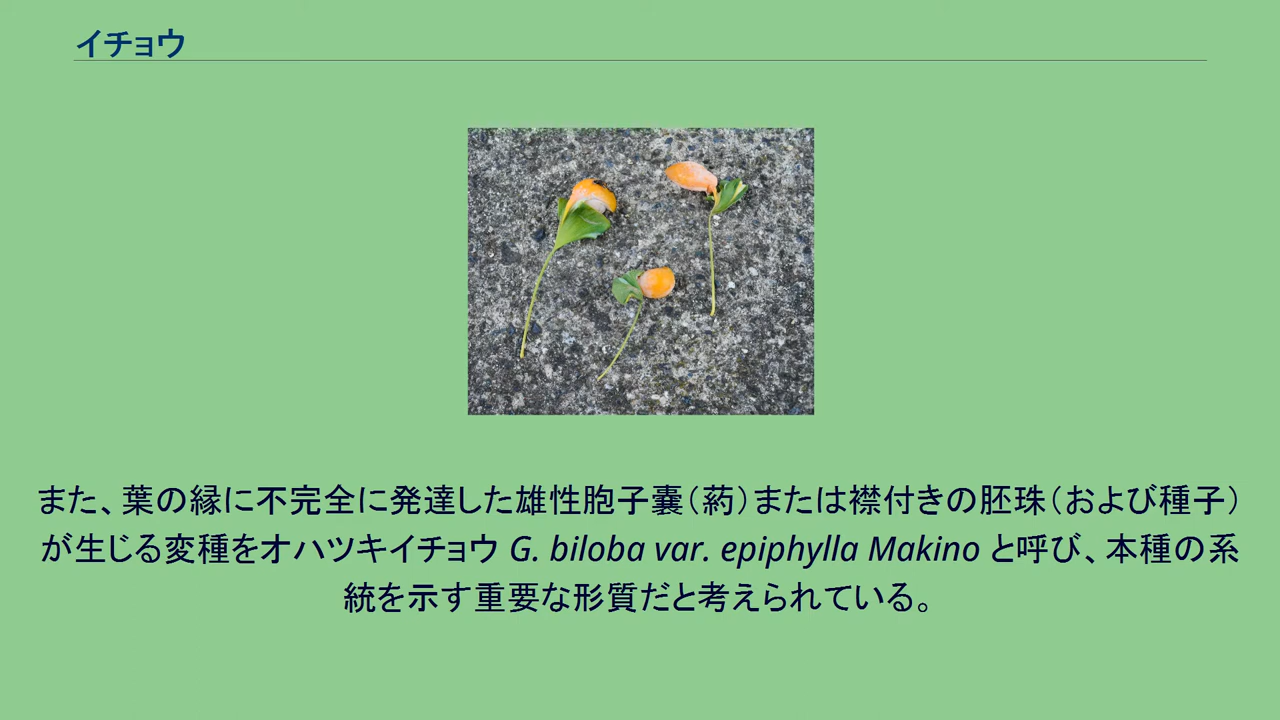 イチョウ
また、葉の縁に不完全に発達した雄性胞子嚢（葯）または襟付きの胚珠（および種子）
が生じる変種をオハツキイチョウ G. biloba var. epiphylla Makino と呼び、本種の系
統を示す重要な形質だと考えられている。